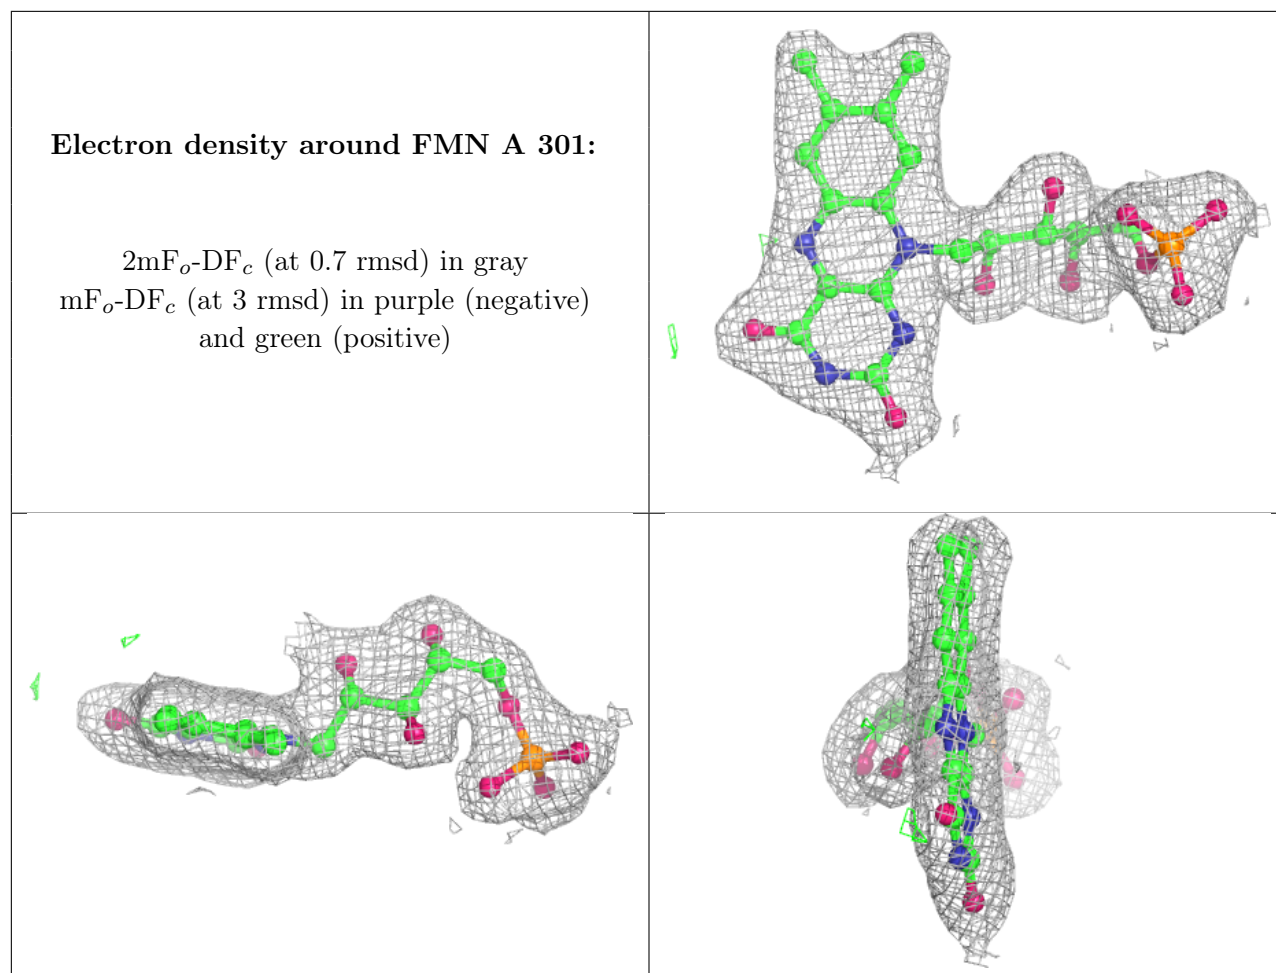 Electron density around FMN A 301:
2mFo-DFc (at 0.7 rmsd) in gray
mFo-DFc (at 3 rmsd) in purple (negative)
and green (positive)